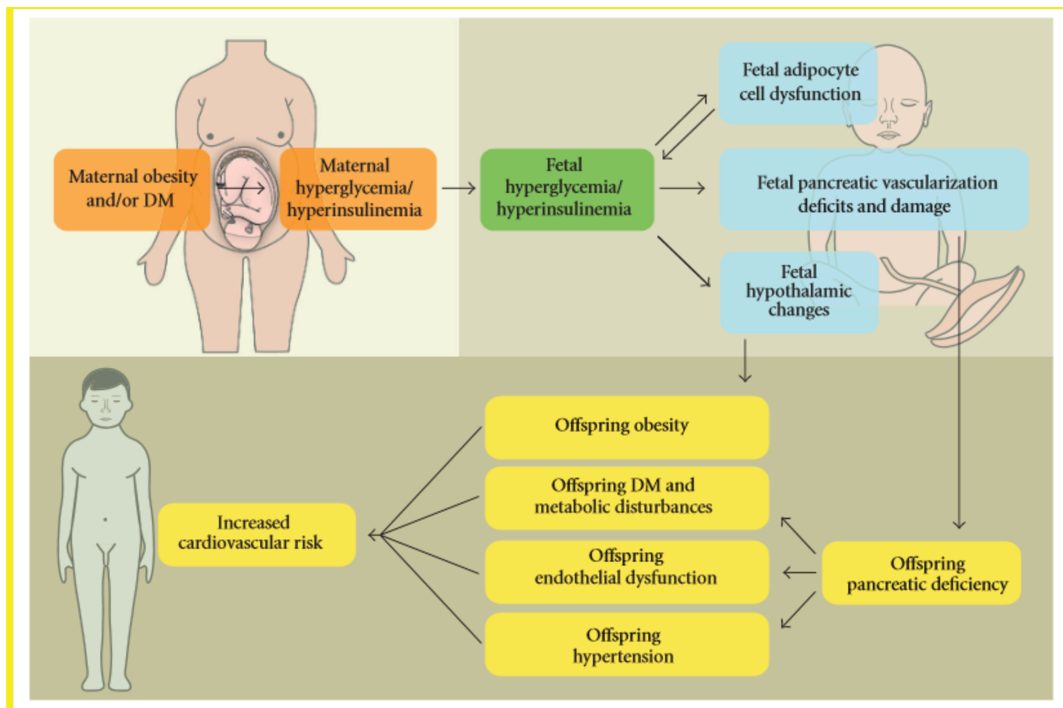 Fetal adipocyte
cell dysfunction
Maternal obesity
and/or DM
Maternal
hyperglycemia/
hyperinsulinemia
Fetal
hyperglycemia/
hyperinsulinemia
Fetal pancreatic vascularization
deficits and damage
Fetal
hypothalamic
changes
Offspring obesity
Offspring DM and
metabolic disturbances
Increased
cardiovascular risk
Offspring
endothelial dysfunction
Offspring
pancreatic deficiency
Offspring
hypertension